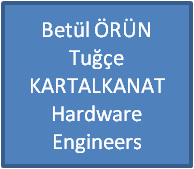 Betül ÖRÜN
Tuğçe
KARTALKANAT
Hardware
Engineers